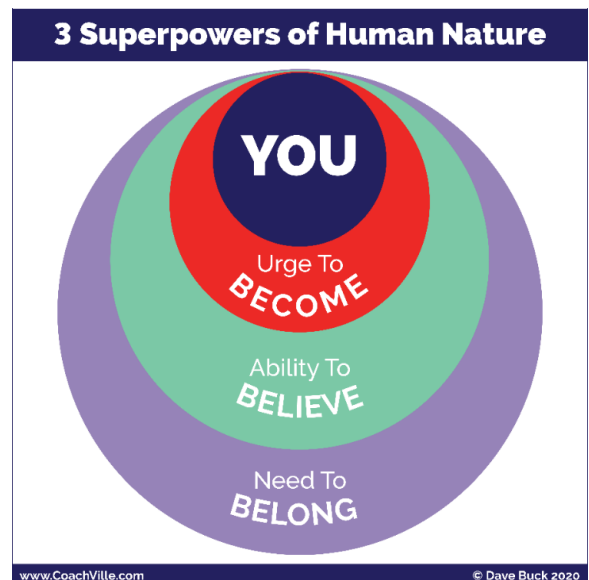 3 Superpowers of Human Nature
YOU
Urge To
BECOME
Ability To
BELIEVE
Need To
BELONG
www.CoachVille.com
© Dave Buck 2020